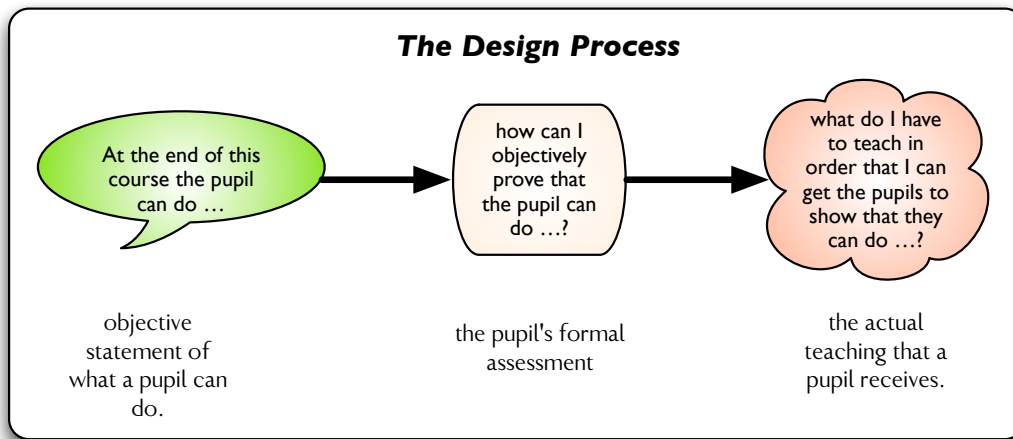 The Design Process
At the end of this
course the pupil
can do ...
how can I
objectively
prove that
the pupil can
do ...?
what do I have
to teach in
order that I can
get the pupils to
show that they
can do ...?
objective
statement of
what a pupil can
do.
the pupil's formal
assessment
the actual
teaching that a
pupil receives.